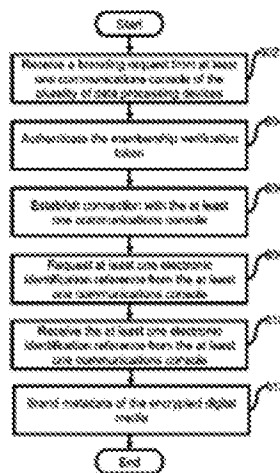 Start
Receive a branding request from at least
one communications console of the
plurality of data processing devices
Authenticate the membership verification
token
Establish connection with the at least
one communications console
Request at least one electronic
identification reference from the at least
one communications console
Receive the at least one electronic
identification reference from the at least
one communications console
Brand metadata of the encrypted digital
media
End